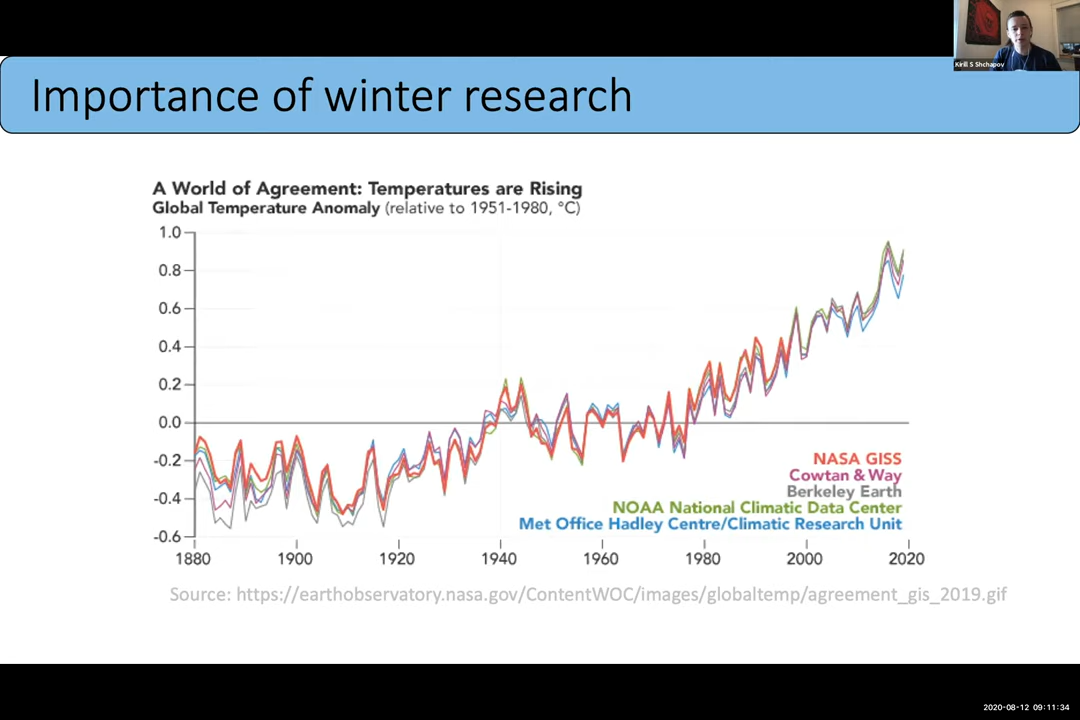 Kirill S Shchapov
Importance of winter research
A World of Agreement: Temperatures are Rising
Global Temperature Anomaly (relative to 1951-1980, °C)
1.0
0.8
0.6
0.4
0.2
0.0
-0.2
-0.4
-0.6
NASA GISS
Cowtan & Way
Berkeley Earth
NOAA National Climatic Data Center
Met Office Hadley Centre/Climatic Research Unit
1880 1900 1920 1940 1960 1980 2000 2020
Source: https://earthobservatory.nasa.gov/ContentWOC/images/globaltemp/agreement_gis_2019.gif
2020-08-12 09:11:34